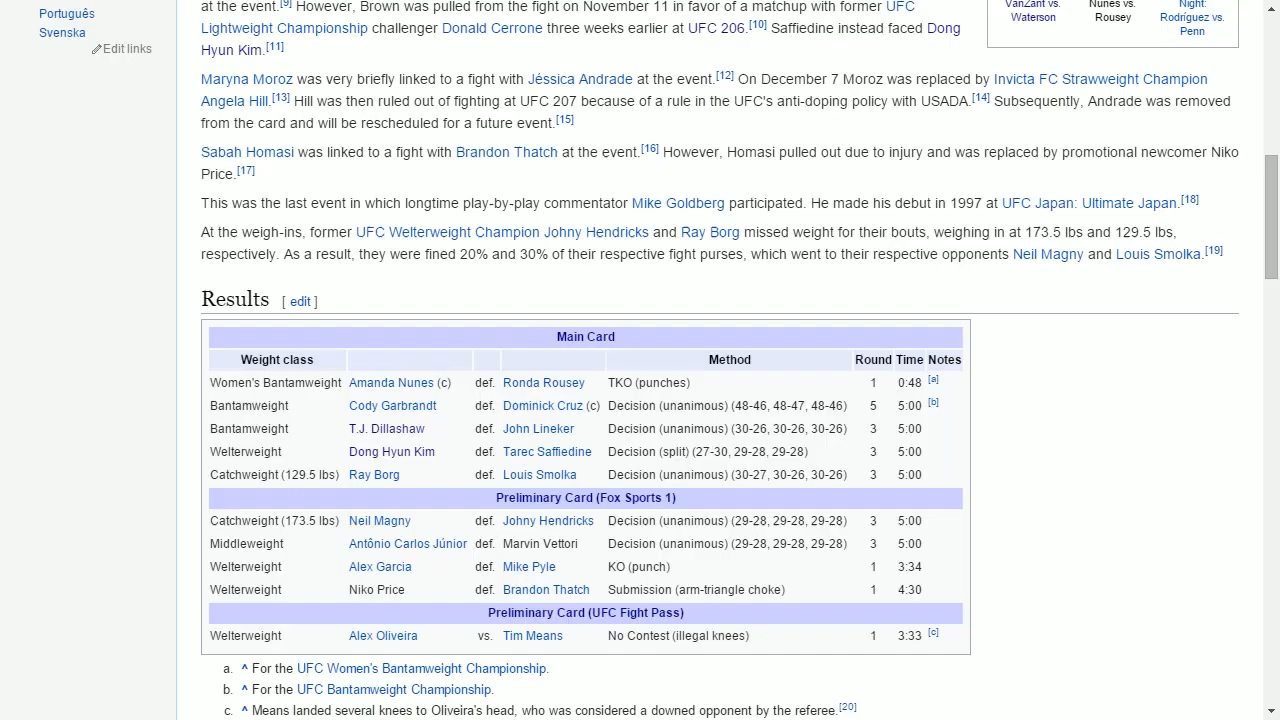 Português
Svenska
Edit links
at the event.[9] However, Brown was pulled from the fight on November 11 in favor of a matchup with former UFC
Lightweight Championship challenger Donald Cerrone three weeks earlier at UFC 206.[10] Saffiedine instead faced Dong
Hyun Kim.[11]
VanZant vs.
Waterson
Nunes vs.
Rousey
Night:
Rodríguez vs.
Penn
Maryna Moroz was very briefly linked to a fight with Jéssica Andrade at the event.[12] On December 7 Moroz was replaced by Invicta FC Strawweight Champion
Angela Hill.[13] Hill was then ruled out of fighting at UFC 207 because of a rule in the UFC's anti-doping policy with USADA.[14] Subsequently, Andrade was removed
from the card and will be rescheduled for a future event.[15]
Sabah Homasi was linked to a fight with Brandon Thatch at the event.[16] However, Homasi pulled out due to injury and was replaced by promotional newcomer Niko
Price.[17]
This was the last event in which longtime play-by-play commentator Mike Goldberg participated. He made his debut in 1997 at UFC Japan: Ultimate Japan.[18]
At the weigh-ins, former UFC Welterweight Champion Johny Hendricks and Ray Borg missed weight for their bouts, weighing in at 173.5 lbs and 129.5 lbs,
respectively. As a result, they were fined 20% and 30% of their respective fight purses, which went to their respective opponents Neil Magny and Louis Smolka.[19]
Results [ edit ]
Main Card
Weight class Method Round Time Notes
Women's Bantamweight Amanda Nunes (c) def. Ronda Rousey TKO (punches) 1 0:48 [a]
Bantamweight Cody Garbrandt def. Dominick Cruz (c) Decision (unanimous) (48-46, 48-47, 48-46) 5 5:00 [b]
Bantamweight T.J. Dillashaw def. John Lineker Decision (unanimous) (30-26, 30-26, 30-26) 3 5:00
Welterweight Dong Hyun Kim def. Tarec Saffiedine Decision (split) (27-30, 29-28, 29-28) 3 5:00
Catchweight (129.5 lbs) Ray Borg def. Louis Smolka Decision (unanimous) (30-27, 30-26, 30-26) 3 5:00
Preliminary Card (Fox Sports 1)
Catchweight (173.5 lbs) Neil Magny def. Johny Hendricks Decision (unanimous) (29-28, 29-28, 29-28) 3 5:00
Middleweight Antônio Carlos Júnior def. Marvin Vettori Decision (unanimous) (29-28, 29-28, 29-28) 3 5:00
Welterweight Alex Garcia def. Mike Pyle KO (punch) 1 3:34
Welterweight Niko Price def. Brandon Thatch Submission (arm-triangle choke) 1 4:30
Preliminary Card (UFC Fight Pass)
Welterweight Alex Oliveira vs. Tim Means No Contest (illegal knees) 1 3:33 [c]
a. ^ For the UFC Women's Bantamweight Championship.
b. ^ For the UFC Bantamweight Championship.
c. ^ Means landed several knees to Oliveira's head, who was considered a downed opponent by the referee.[20]